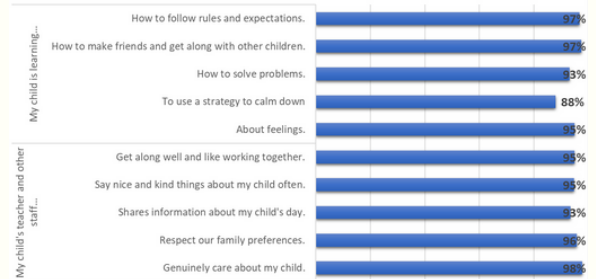 My child is learning...
How to follow rules and expectations. 97%
How to make friends and get along with other children. 97%
How to solve problems. 93%
To use a strategy to calm down 88%
About feelings. 95%
My child's teacher and other
staff...
Get along well and like working together. 95%
Say nice and kind things about my child often. 95%
Shares information about my child's day. 93%
Respect our family preferences. 96%
Genuinely care about my child. 98%